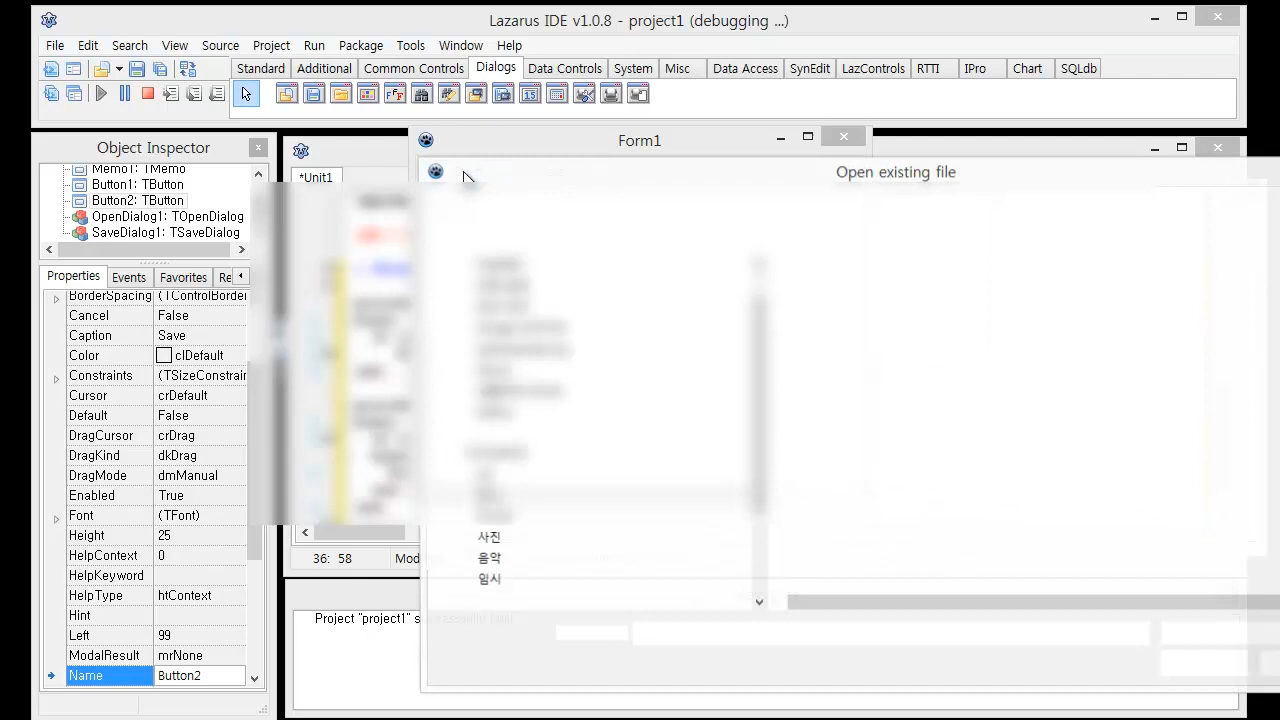 Lazarus IDE v1.0.8 - project1 (debugging ...)
File Edit Search View Source Project Run Package Tools Window Help
Standard Additional Common Controls Dialogs Data Controls System Misc Data Access SynEdit LazControls RTTI IPro Chart SQLdb
Form1
Object Inspector
Open existing file
*Unit1
Memo1: TMemo
Button1: TButton
Button2: TButton
OpenDialog1: TOpenDialog
SaveDialog1: TSaveDialog
Properties Events Favorites Re
BorderSpacing (TControlBorder
Cancel False
Caption Save
Color clDefault
Constraints (TSizeConstrain
Cursor crDefault
Default False
DragCursor crDrag
DragKind dkDrag
DragMode dmManual
Enabled True
Font (TFont)
Height 25
HelpContext 0
HelpKeyword
HelpType htContext
Hint
Left 99
ModalResult mrNone
Name Button2
사진
음악
임시
36: 58 Mod
Project "project1" s